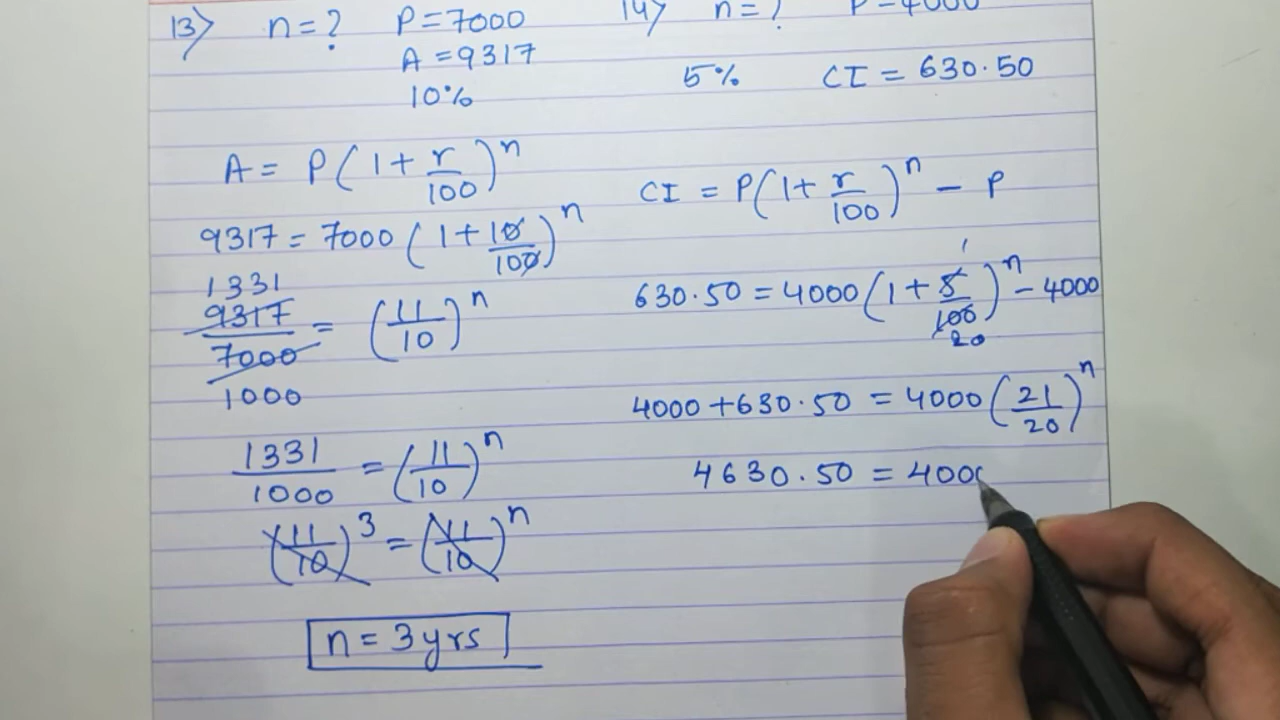 13) n = ? P = 7000
A = 9317
10%
A = P(1 + r/100)^n
9317 = 7000 (1 + 10/100)^n
1331
9317/7000 = (11/10)^n
1000
1331/1000 = (11/10)^n
(11/10)^3 = (11/10)^n
n = 3 yrs
14) n = ? P = 4000
5% CI = 630.50
CI = P(1 + r/100)^n - P
1
630.50 = 4000 (1 + 5/100)^n - 4000
20
4000 + 630.50 = 4000 (21/20)^n
4630.50 = 4000